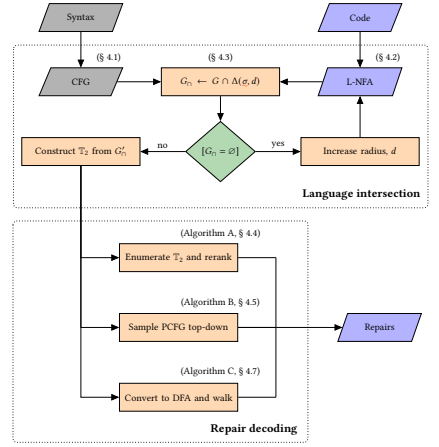 Syntax
Code
(§ 4.1)
(§ 4.3)
(§ 4.2)
CFG
G∩ ← G ∩ Δ(σ, d)
L-NFA
Construct 𝕋₂ from G′∩
no
[G∩ = ∅]
yes
Increase radius, d
Language intersection
(Algorithm A, § 4.4)
Enumerate 𝕋₂ and rerank
(Algorithm B, § 4.5)
Sample PCFG top-down
Repairs
(Algorithm C, § 4.7)
Convert to DFA and walk
Repair decoding